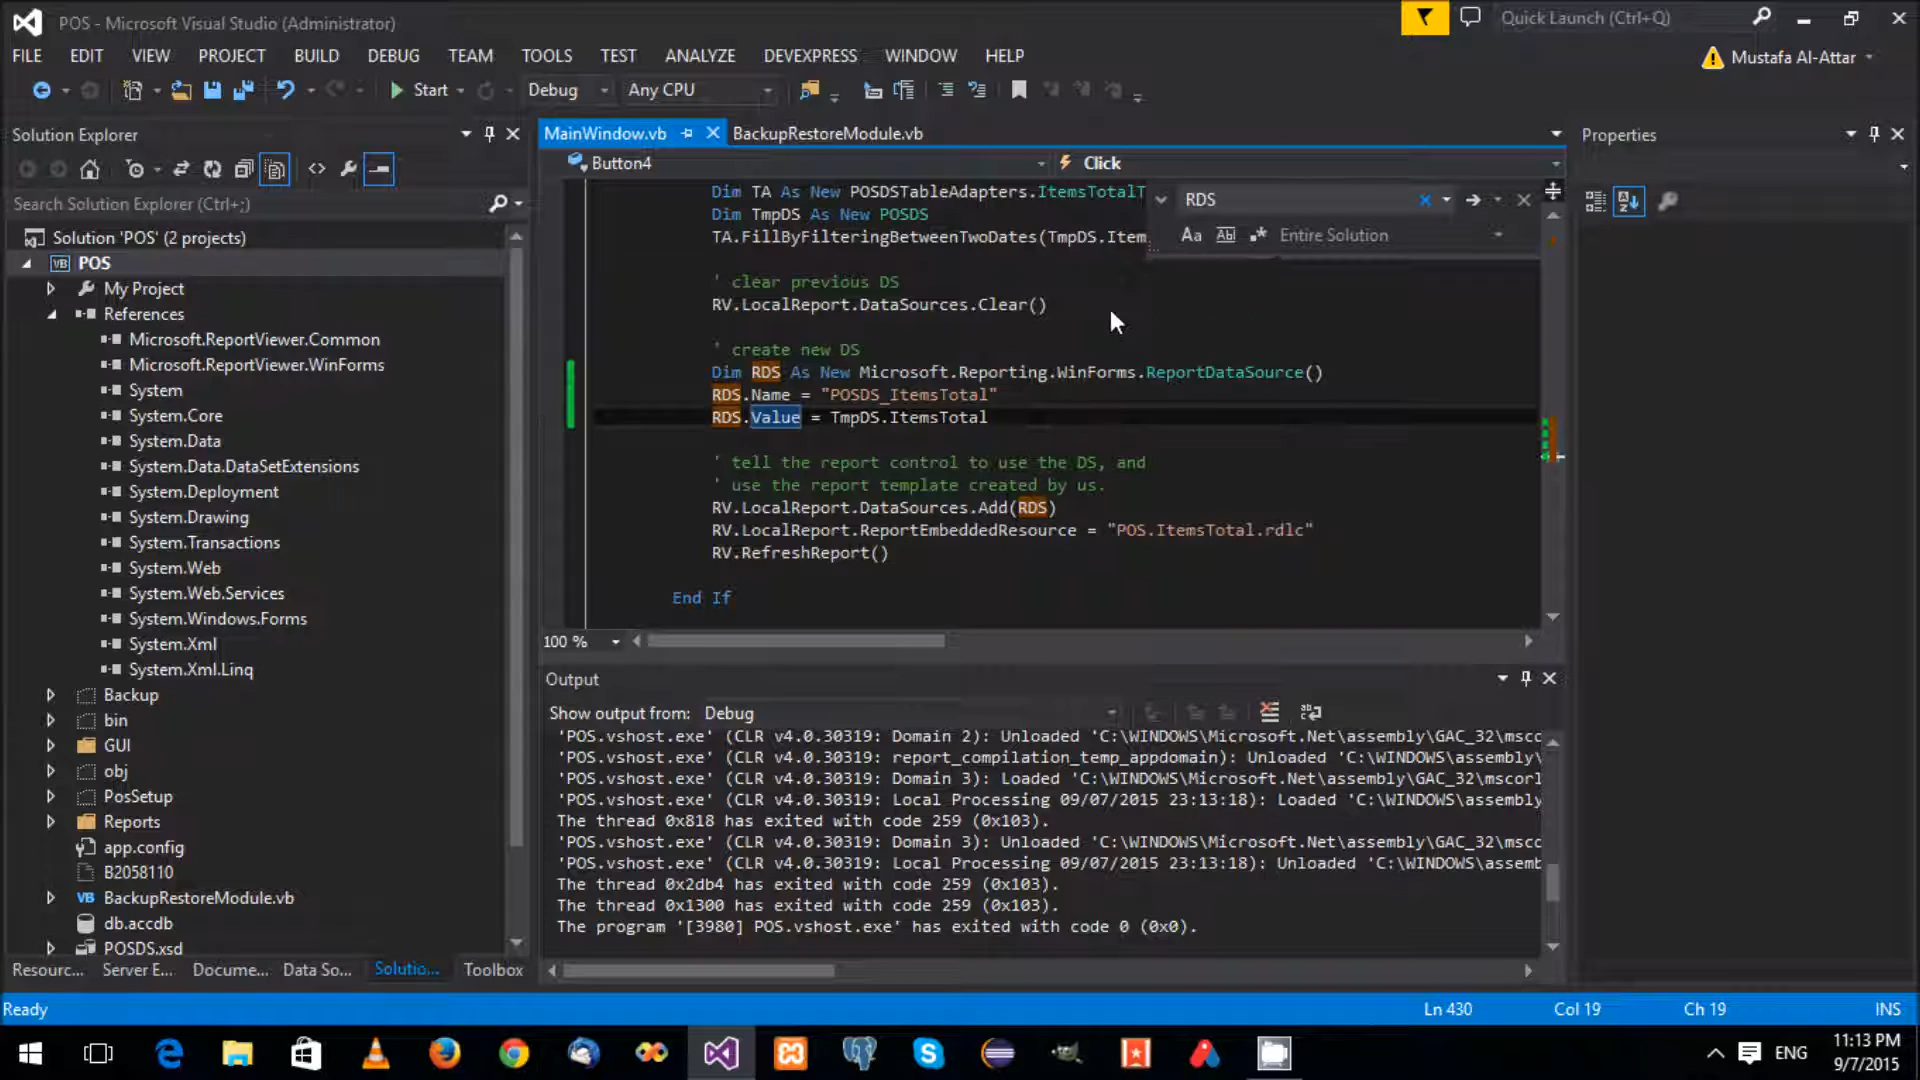 POS - Microsoft Visual Studio (Administrator)
Quick Launch (Ctrl+Q)
FILE EDIT VIEW PROJECT BUILD DEBUG TEAM TOOLS TEST ANALYZE DEVEXPRESS WINDOW HELP
Mustafa Al-Attar
Start Debug Any CPU
Solution Explorer
Search Solution Explorer (Ctrl+;)
Solution 'POS' (2 projects)
VB POS
My Project
References
Microsoft.ReportViewer.Common
Microsoft.ReportViewer.WinForms
System
System.Core
System.Data
System.Data.DataSetExtensions
System.Deployment
System.Drawing
System.Transactions
System.Web
System.Web.Services
System.Windows.Forms
System.Xml
System.Xml.Linq
Backup
bin
GUI
obj
PosSetup
Reports
app.config
B2058110
VB BackupRestoreModule.vb
db.accdb
POSDS.xsd
Resourc... Server E... Docume... Data So... Solutio... Toolbox
MainWindow.vb BackupRestoreModule.vb
Button4 Click
RDS
Aa Abl Entire Solution
Dim TA As New POSDSTableAdapters.ItemsTotalT
Dim TmpDS As New POSDS
TA.FillByFilteringBetweenTwoDates(TmpDS.Item
' clear previous DS
RV.LocalReport.DataSources.Clear()
' create new DS
Dim RDS As New Microsoft.Reporting.WinForms.ReportDataSource()
RDS.Name = "POSDS_ItemsTotal"
RDS.Value = TmpDS.ItemsTotal
' tell the report control to use the DS, and
' use the report template created by us.
RV.LocalReport.DataSources.Add(RDS)
RV.LocalReport.ReportEmbeddedResource = "POS.ItemsTotal.rdlc"
RV.RefreshReport()
End If
100 %
Output
Show output from: Debug
'POS.vshost.exe' (CLR v4.0.30319: Domain 2): Unloaded 'C:\WINDOWS\Microsoft.Net\assembly\GAC_32\mscc
'POS.vshost.exe' (CLR v4.0.30319: report_compilation_temp_appdomain): Unloaded 'C:\WINDOWS\Microsoft
'POS.vshost.exe' (CLR v4.0.30319: Domain 3): Loaded 'C:\WINDOWS\Microsoft.Net\assembly\GAC_32\mscorl
'POS.vshost.exe' (CLR v4.0.30319: Local Processing 09/07/2015 23:13:18): Loaded 'C:\WINDOWS\assembly
The thread 0x818 has exited with code 259 (0x103).
'POS.vshost.exe' (CLR v4.0.30319: Domain 3): Unloaded 'C:\WINDOWS\Microsoft.Net\assembly\GAC_32\mscc
'POS.vshost.exe' (CLR v4.0.30319: Local Processing 09/07/2015 23:13:18): Unloaded 'C:\WINDOWS\assemb
The thread 0x2db4 has exited with code 259 (0x103).
The thread 0x1300 has exited with code 259 (0x103).
The program '[3980] POS.vshost.exe' has exited with code 0 (0x0).
Properties
Ready Ln 430 Col 19 Ch 19 INS
ENG
11:13 PM
9/7/2015